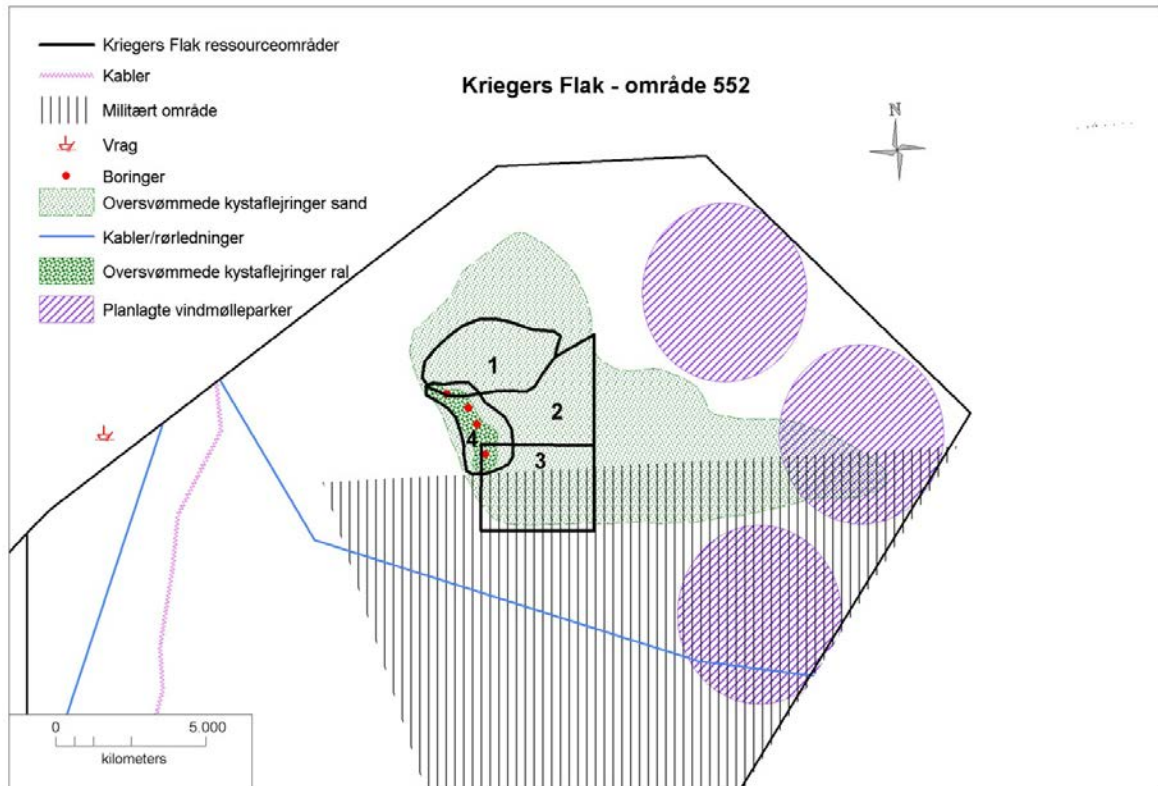 Kriegers Flak ressourceområder
Kabler
Militært område
Vrag
Boringer
Oversvømmede kystaflejringer sand
Kabler/rørledninger
Oversvømmede kystaflejringer ral
Planlagte vindmølleparker
Kriegers Flak - område 552
N
1
2
4
3
0 5.000
kilometers